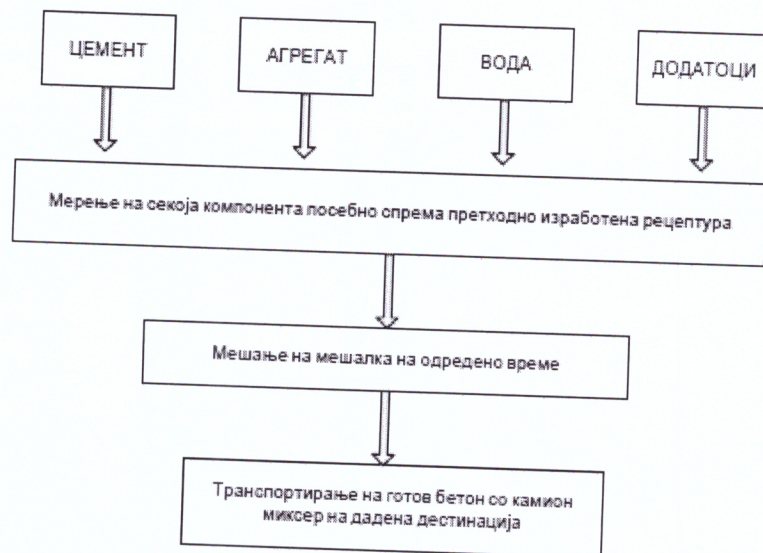 ЦЕМЕНТ
АГРЕГАТ
ВОДА
ДОДАТОЦИ
Мерење на секоја компонента посебно спрема претходно изработена рецептура
Мешање на мешалка на одредено време
Транспортирање на готов бетон со камион
миксер на дадена дестинација